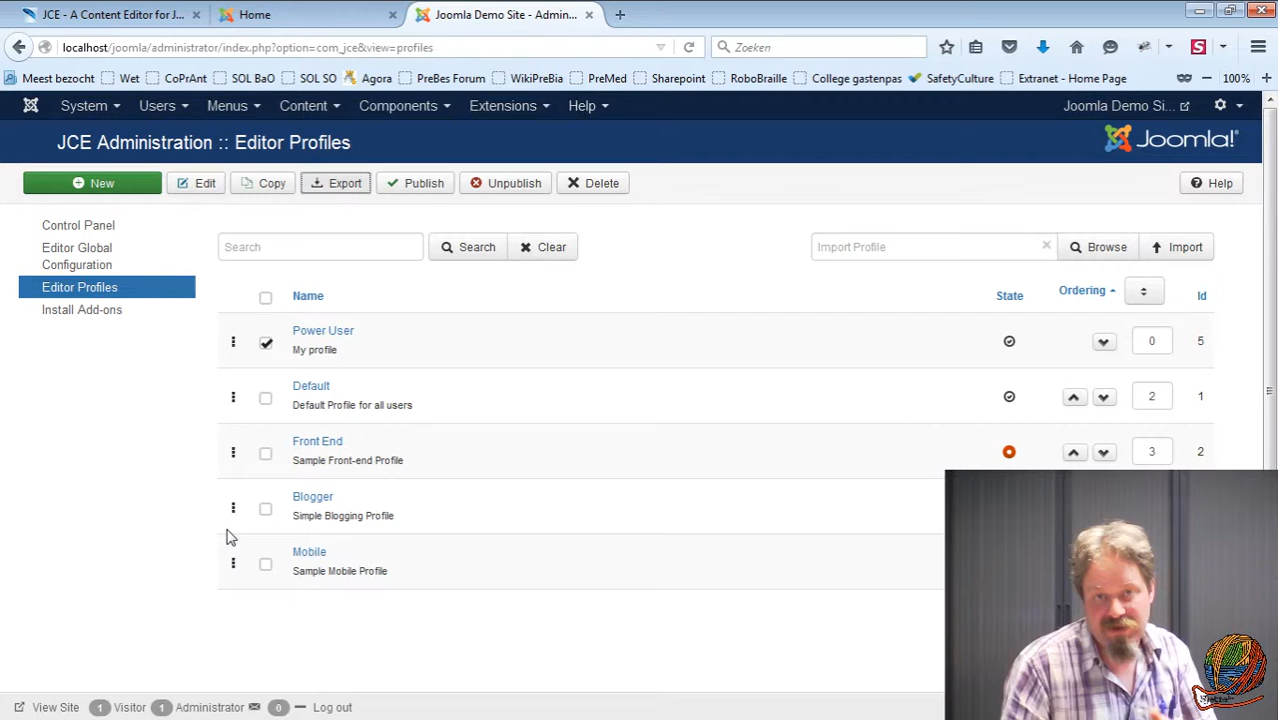 JCE - A Content Editor for J...
Home
Joomla Demo Site - Admin...
localhost/joomla/administrator/index.php?option=com_jce&view=profiles
Zoeken
Meest bezocht
Wet
CoPrAnt
SOL BaO
SOL SO
Agora
PreBes Forum
WikiPreBia
PreMed
Sharepoint
RoboBraille
College gastenpas
SafetyCulture
Extranet - Home Page
100%
System
Users
Menus
Content
Components
Extensions
Help
Joomla Demo Si...
JCE Administration :: Editor Profiles
Joomla!
New
Edit
Copy
Export
Publish
Unpublish
Delete
Help
Control Panel
Editor Global
Configuration
Editor Profiles
Install Add-ons
Search
Search
Clear
Import Profile
Browse
Import
Name
State
Ordering
Id
Power User
My profile
0
5
Default
Default Profile for all users
2
1
Front End
Sample Front-end Profile
3
2
Blogger
Simple Blogging Profile
Mobile
Sample Mobile Profile
View Site
1 Visitor
1 Administrator
0
Log out